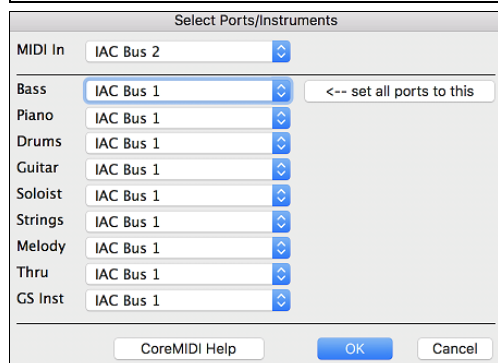 Select Ports/Instruments
MIDI In IAC Bus 2
Bass IAC Bus 1 <-- set all ports to this
Piano IAC Bus 1
Drums IAC Bus 1
Guitar IAC Bus 1
Soloist IAC Bus 1
Strings IAC Bus 1
Melody IAC Bus 1
Thru IAC Bus 1
GS Inst IAC Bus 1
CoreMIDI Help OK Cancel